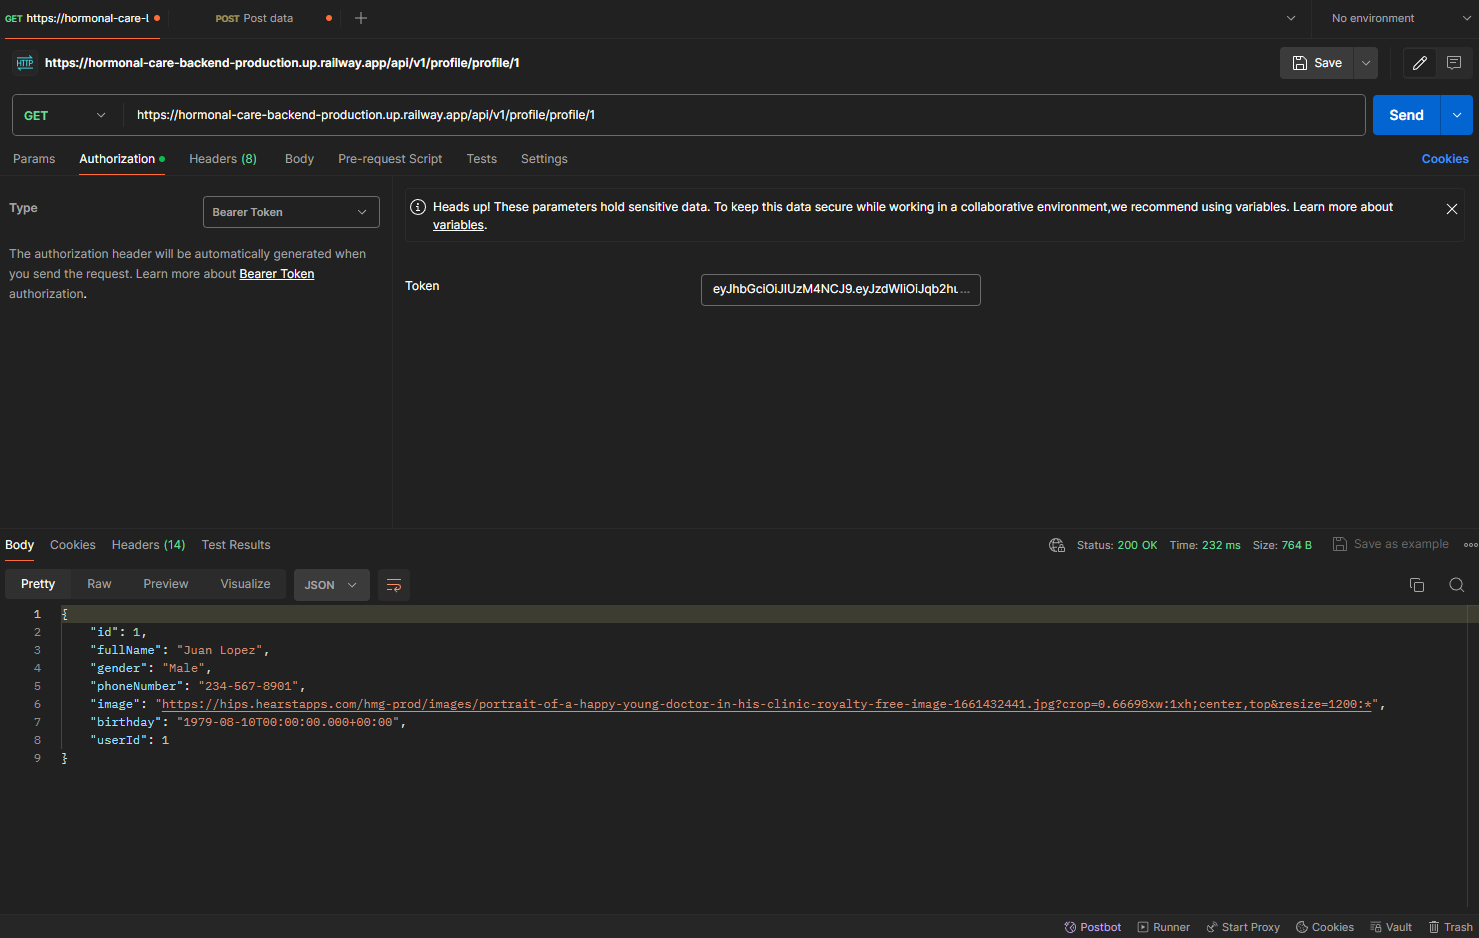 GET https://hormonal-care-l
POST Post data
No environment
HTTP https://hormonal-care-backend-production.up.railway.app/api/v1/profile/profile/1
Save
GET https://hormonal-care-backend-production.up.railway.app/api/v1/profile/profile/1
Send
Params Authorization Headers (8) Body Pre-request Script Tests Settings Cookies
Type
Bearer Token
The authorization header will be automatically generated when
you send the request. Learn more about Bearer Token
authorization.
Heads up! These parameters hold sensitive data. To keep this data secure while working in a collaborative environment,we recommend using variables. Learn more about
variables.
Token
eyJhbGciOiJIUzM4NCJ9.eyJzdWIiOiJqb2hu...
Body Cookies Headers (14) Test Results
Status: 200 OK Time: 232 ms Size: 764 B Save as example
Pretty Raw Preview Visualize JSON
1 {
2 "id": 1,
3 "fullName": "Juan Lopez",
4 "gender": "Male",
5 "phoneNumber": "234-567-8901",
6 "image": "https://hips.hearstapps.com/hmg-prod/images/portrait-of-a-happy-young-doctor-in-his-clinic-royalty-free-image-1661432441.jpg?crop=0.66698xw:1xh;center,top&resize=1200:*",
7 "birthday": "1979-08-10T00:00:00.000+00:00",
8 "userId": 1
9 }
Postbot Runner Start Proxy Cookies Vault Trash